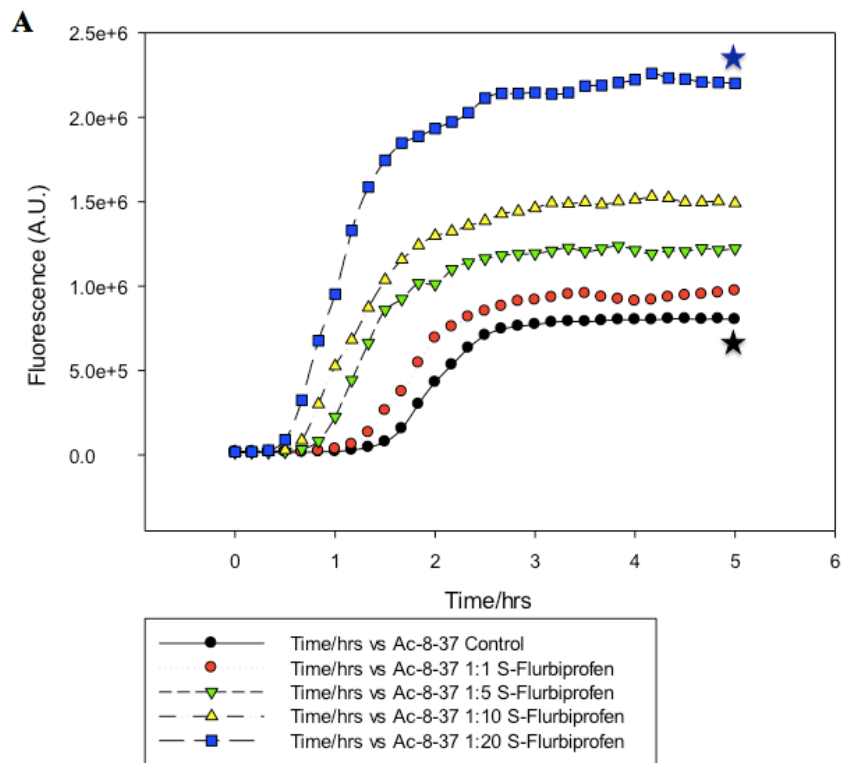 A
2.5e+6
2.0e+6
1.5e+6
1.0e+6
5.0e+5
0.0
Fluorescence (A.U.)
0 1 2 3 4 5 6
Time/hrs
Time/hrs vs Ac-8-37 Control
Time/hrs vs Ac-8-37 1:1 S-Flurbiprofen
Time/hrs vs Ac-8-37 1:5 S-Flurbiprofen
Time/hrs vs Ac-8-37 1:10 S-Flurbiprofen
Time/hrs vs Ac-8-37 1:20 S-Flurbiprofen